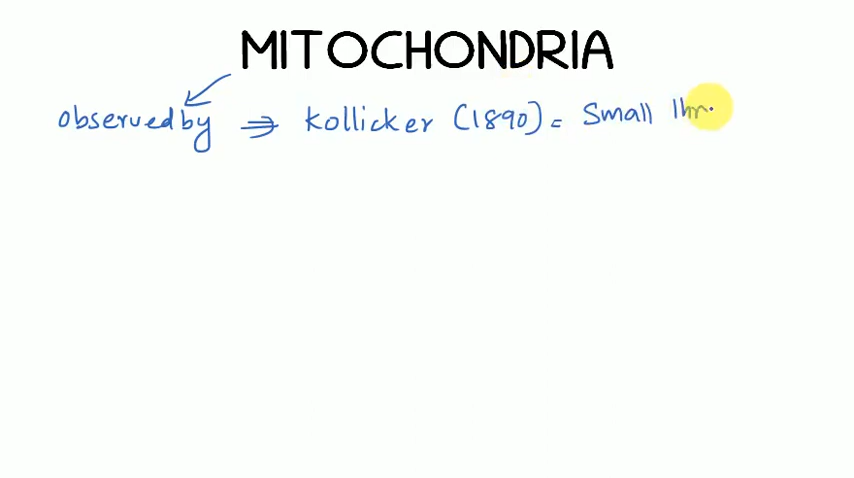 MITOCHONDRIA
observed by ⇒ Kollicker (1890) = Small